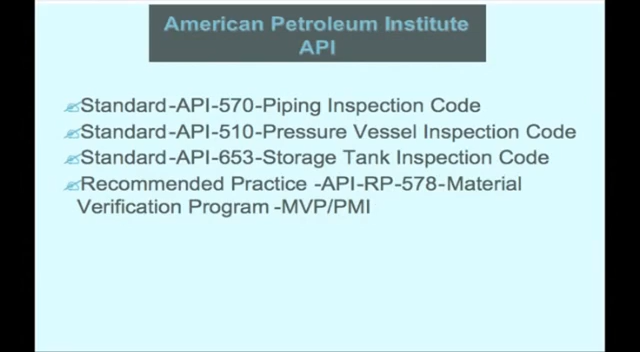 American Petroleum Institute
API
Standard-API-570-Piping Inspection Code
Standard-API-510-Pressure Vessel Inspection Code
Standard-API-653-Storage Tank Inspection Code
Recommended Practice -API-RP-578-Material
Verification Program -MVP/PMI